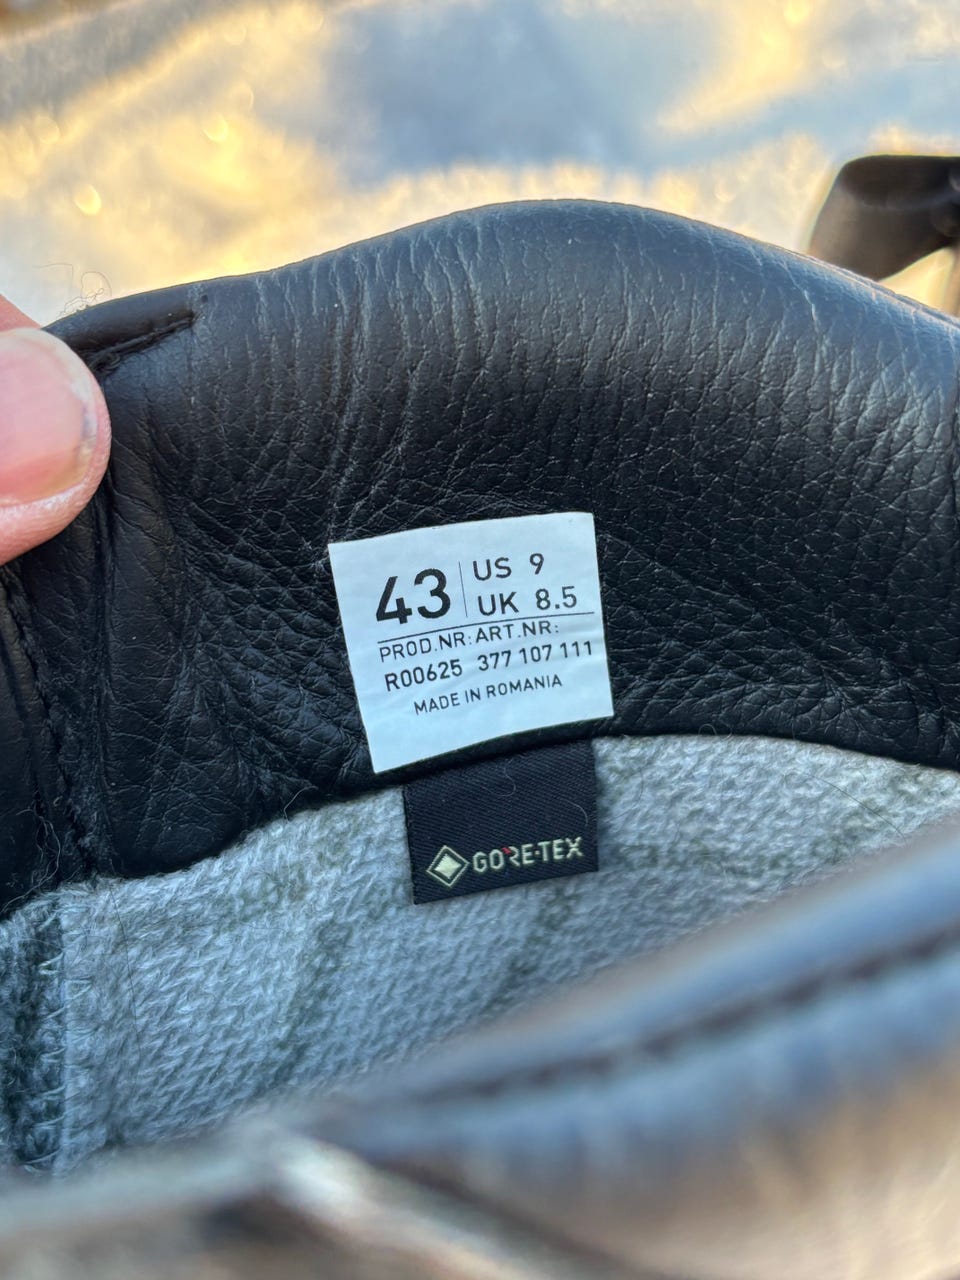 43 US 9
UK 8.5
PROD.NR: ART.NR:
R00625 377 107 111
MADE IN ROMANIA
GORE-TEX